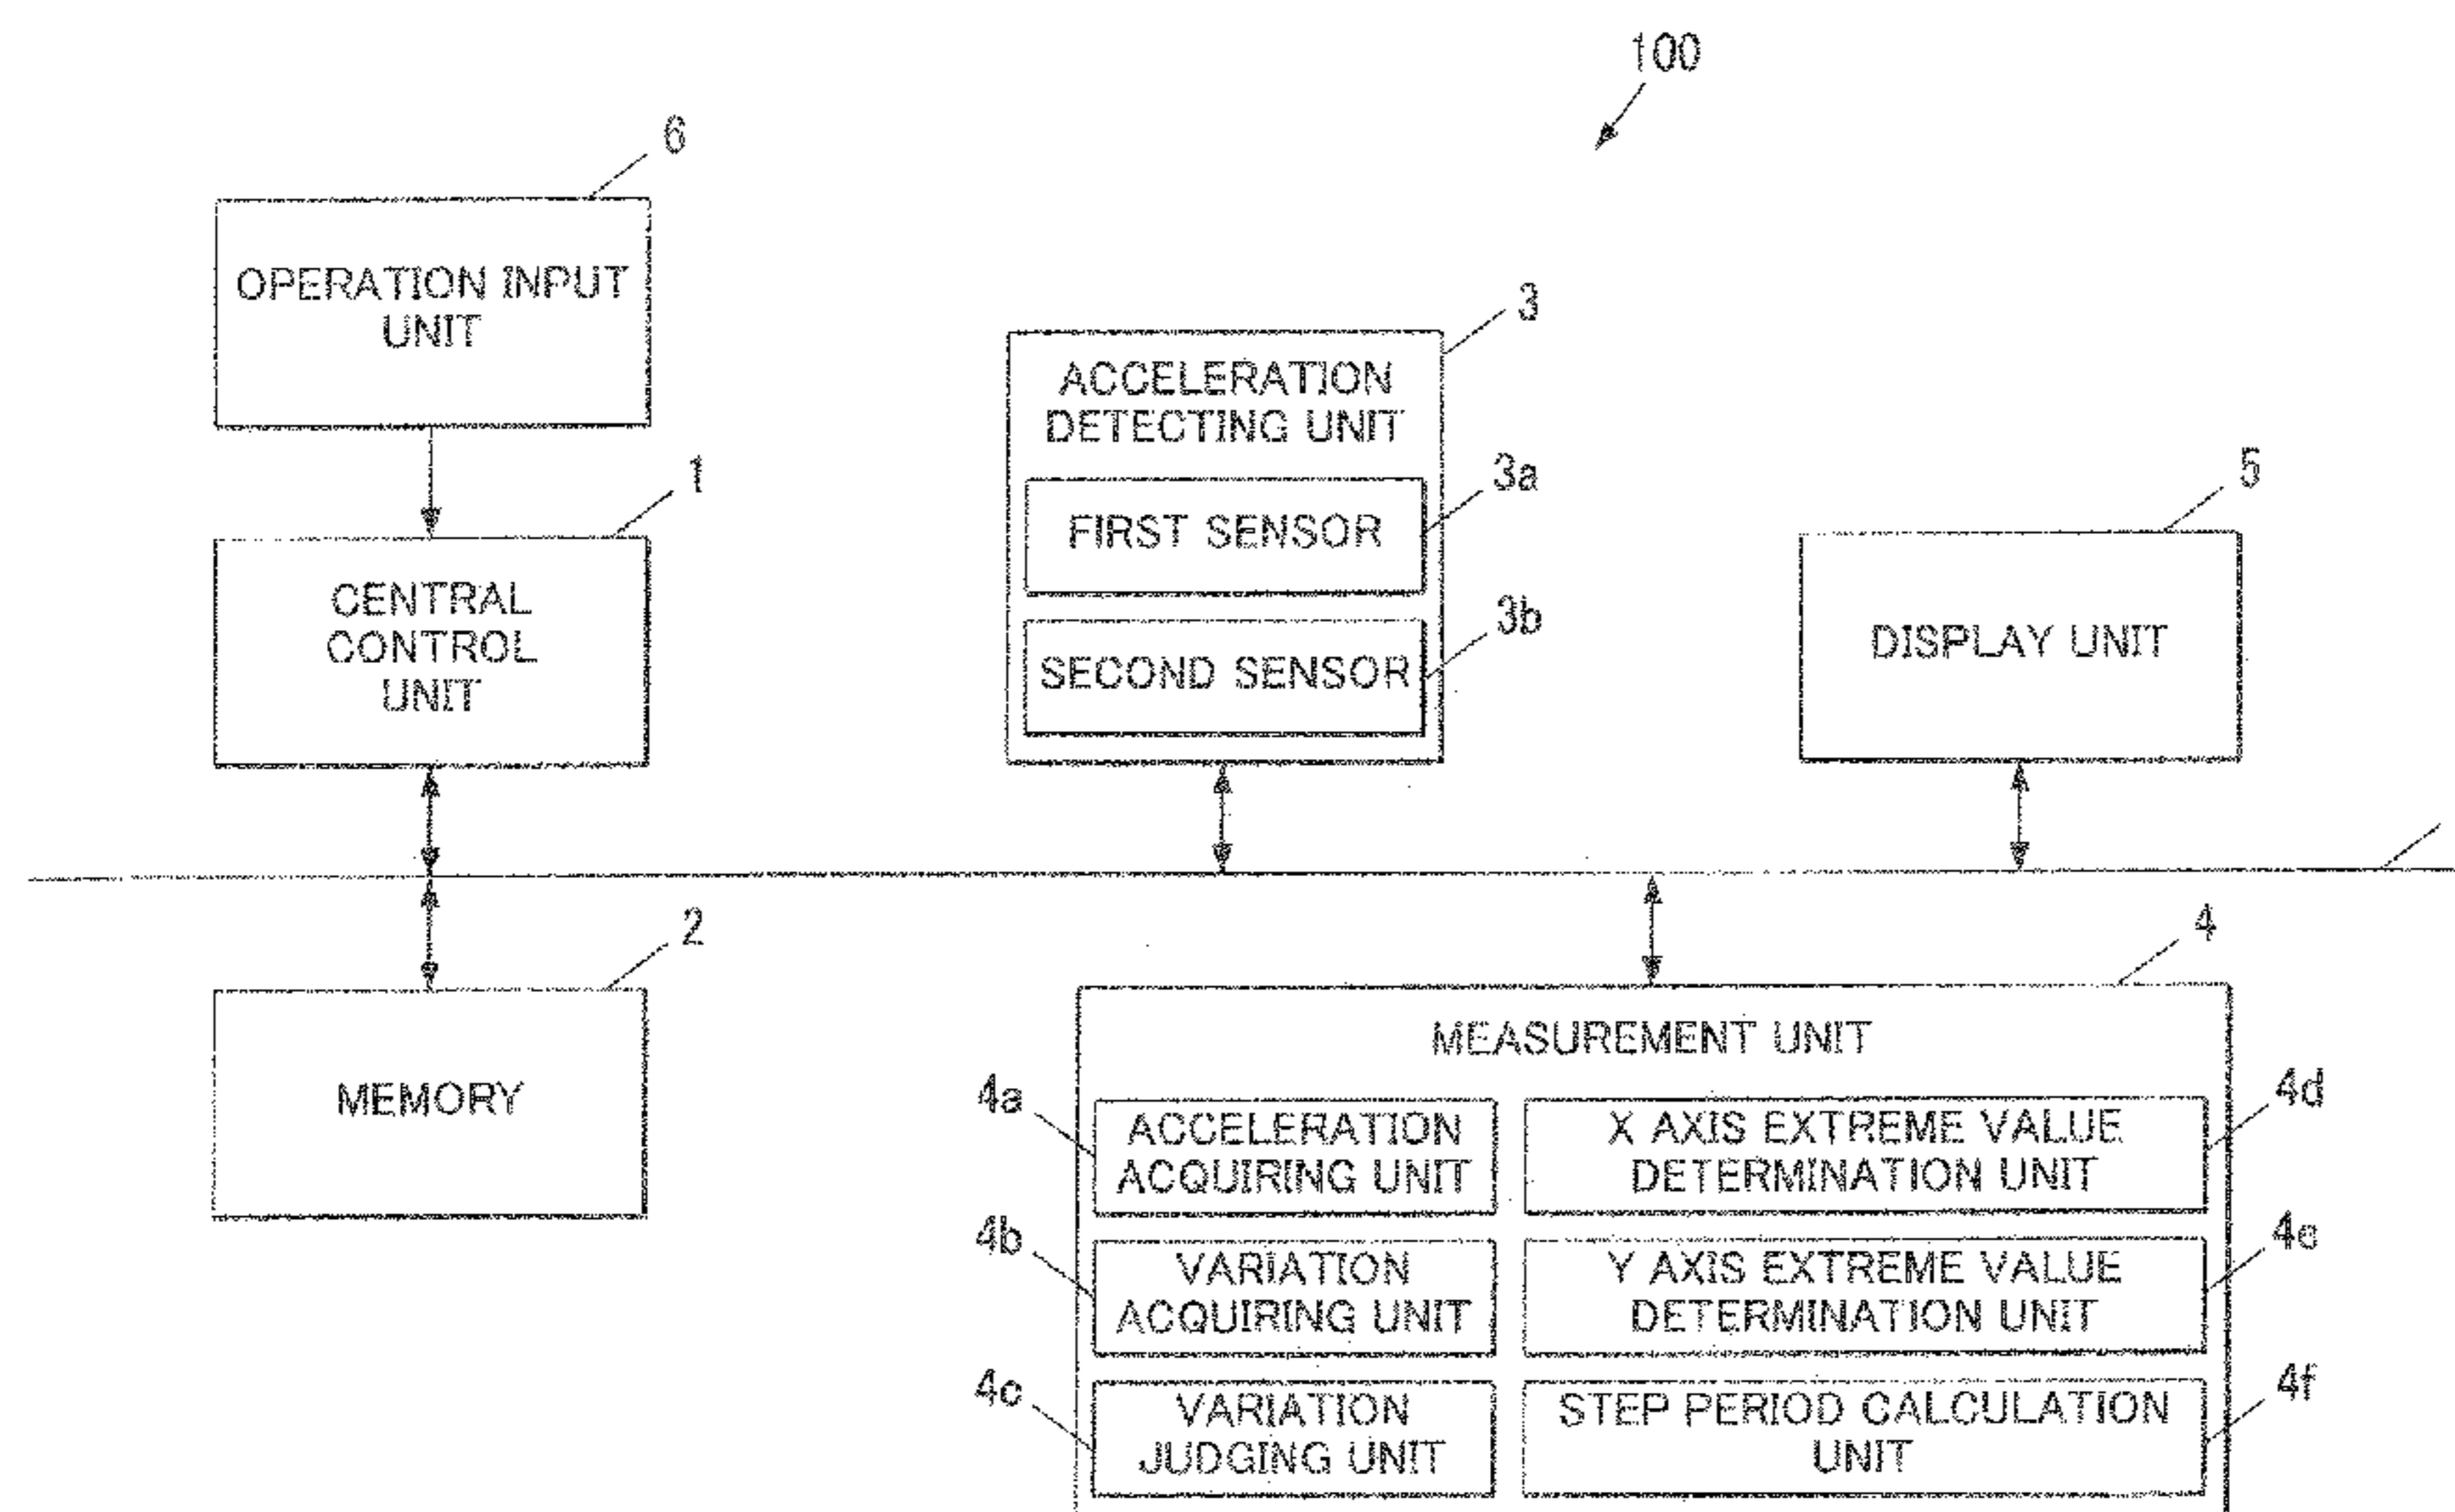 100
6
OPERATION INPUT
UNIT
3
ACCELERATION
DETECTING UNIT
1
3a
FIRST SENSOR
5
CENTRAL
CONTROL
UNIT
3b
SECOND SENSOR
DISPLAY UNIT
2
4
MEMORY
MEASUREMENT UNIT
4a
ACCELERATION
ACQUIRING UNIT
X AXIS EXTREME VALUE
DETERMINATION UNIT
4d
4b
VARIATION
ACQUIRING UNIT
Y AXIS EXTREME VALUE
DETERMINATION UNIT
4e
4c
VARIATION
JUDGING UNIT
STEP PERIOD CALCULATION
UNIT
4f